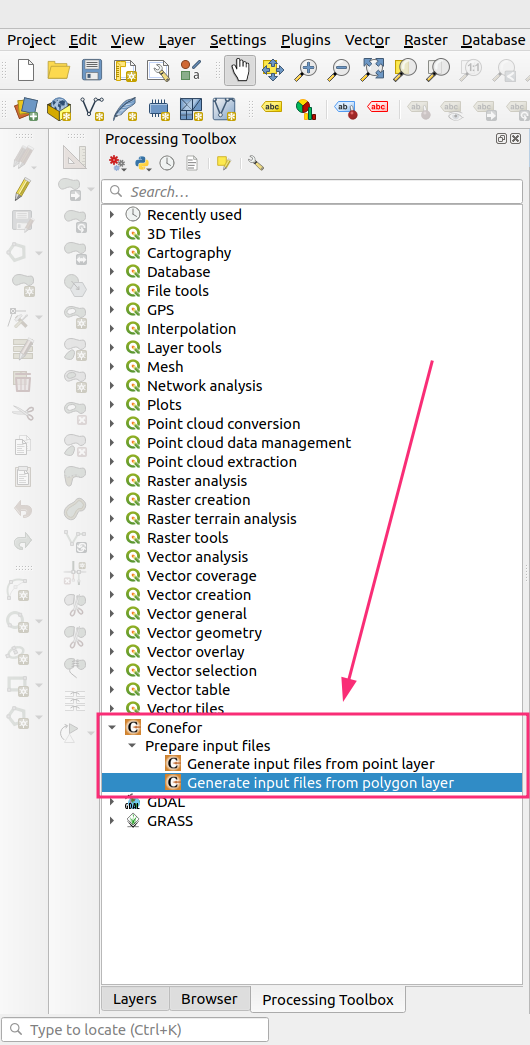 Project Edit View Layer Settings Plugins Vector Raster Database
1:1
abc abc abc
Processing Toolbox
Search…
Recently used
3D Tiles
Cartography
Database
File tools
GPS
Interpolation
Layer tools
Mesh
Network analysis
Plots
Point cloud conversion
Point cloud data management
Point cloud extraction
Raster analysis
Raster creation
Raster terrain analysis
Raster tools
Vector analysis
Vector coverage
Vector creation
Vector general
Vector geometry
Vector overlay
Vector selection
Vector table
Vector tiles
C Conefor
Prepare input files
C Generate input files from point layer
C Generate input files from polygon layer
GDAL GDAL
GRASS
Layers Browser Processing Toolbox
Type to locate (Ctrl+K)